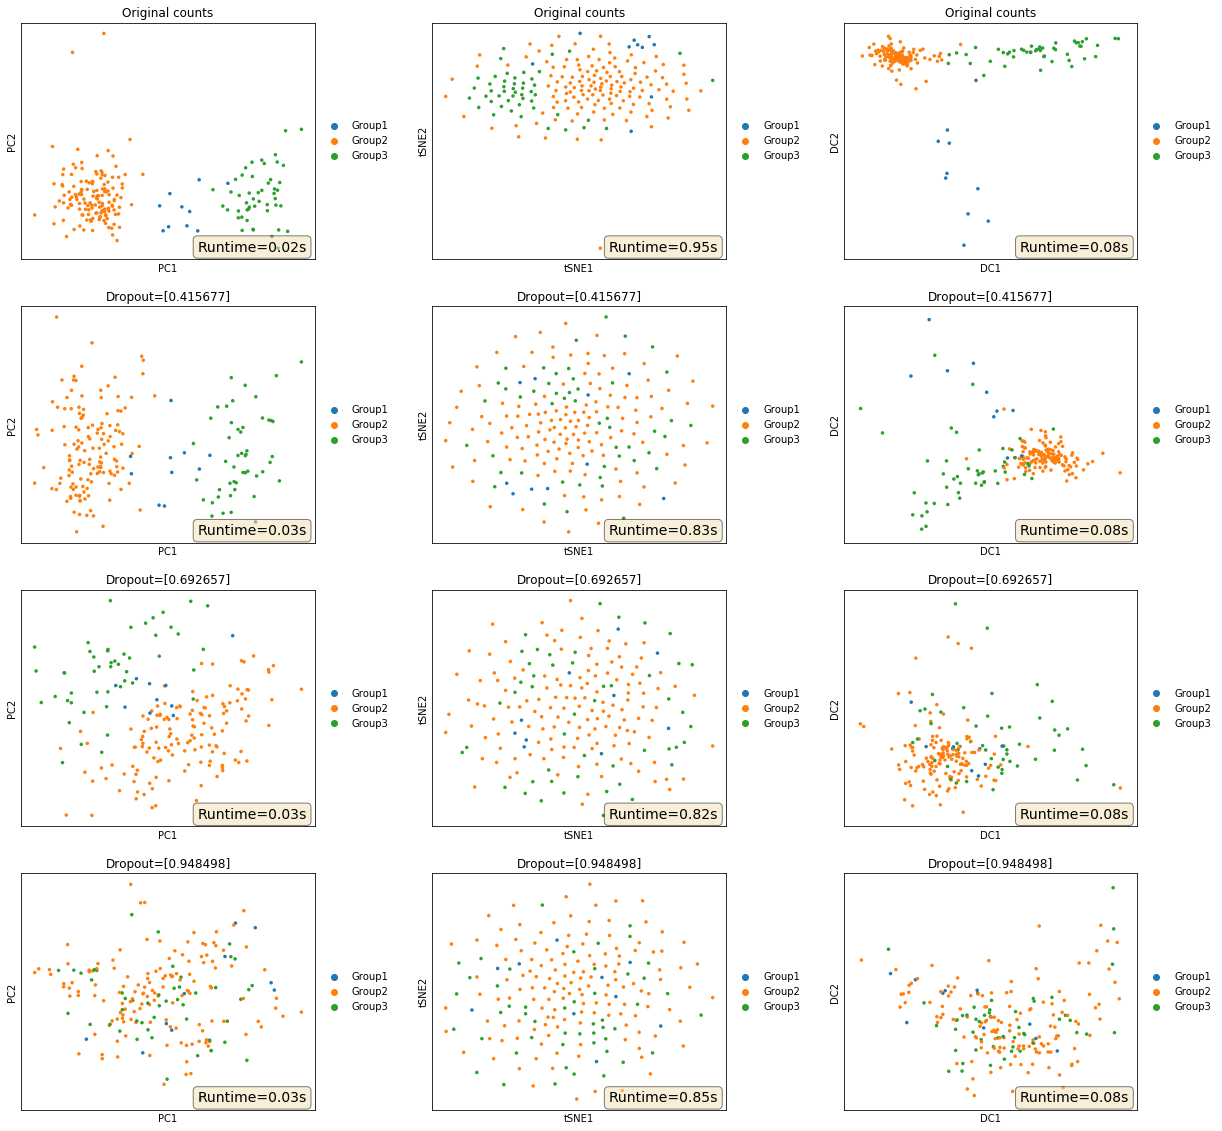 Original counts
PC2
Group1
Group2
Group3
Runtime=0.02s
PC1
Original counts
tSNE2
Group1
Group2
Group3
Runtime=0.95s
tSNE1
Original counts
DC2
Group1
Group2
Group3
Runtime=0.08s
DC1
Dropout=[0.415677]
PC2
Group1
Group2
Group3
Runtime=0.03s
PC1
Dropout=[0.415677]
tSNE2
Group1
Group2
Group3
Runtime=0.83s
tSNE1
Dropout=[0.415677]
DC2
Group1
Group2
Group3
Runtime=0.08s
DC1
Dropout=[0.692657]
PC2
Group1
Group2
Group3
Runtime=0.03s
PC1
Dropout=[0.692657]
tSNE2
Group1
Group2
Group3
Runtime=0.82s
tSNE1
Dropout=[0.692657]
DC2
Group1
Group2
Group3
Runtime=0.08s
DC1
Dropout=[0.948498]
PC2
Group1
Group2
Group3
Runtime=0.03s
PC1
Dropout=[0.948498]
tSNE2
Group1
Group2
Group3
Runtime=0.85s
tSNE1
Dropout=[0.948498]
DC2
Group1
Group2
Group3
Runtime=0.08s
DC1